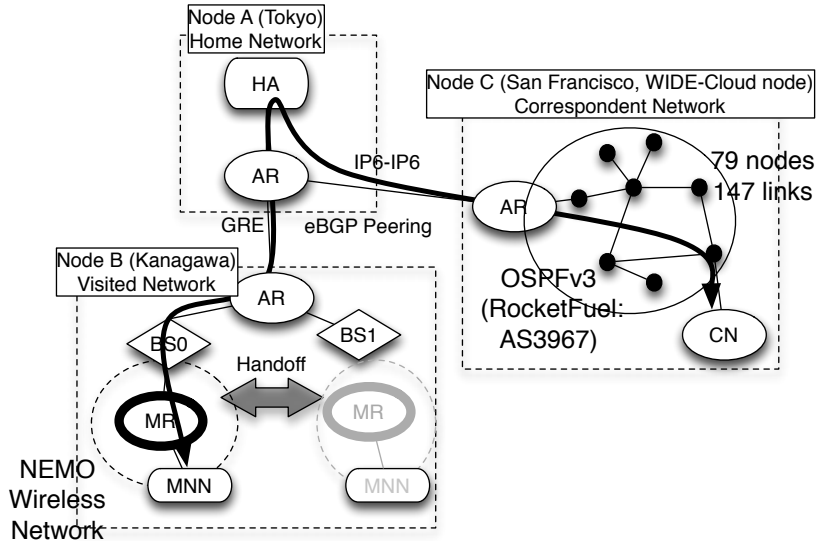 Node A (Tokyo)
Home Network
HA
AR
Node C (San Francisco, WIDE-Cloud node)
Correspondent Network
79 nodes
147 links
IP6-IP6
AR
GRE
eBGP Peering
OSPFv3
(RocketFuel:
AS3967)
CN
Node B (Kanagawa)
Visited Network
AR
BS0
BS1
Handoff
MR
MR
MNN
MNN
NEMO
Wireless
Network